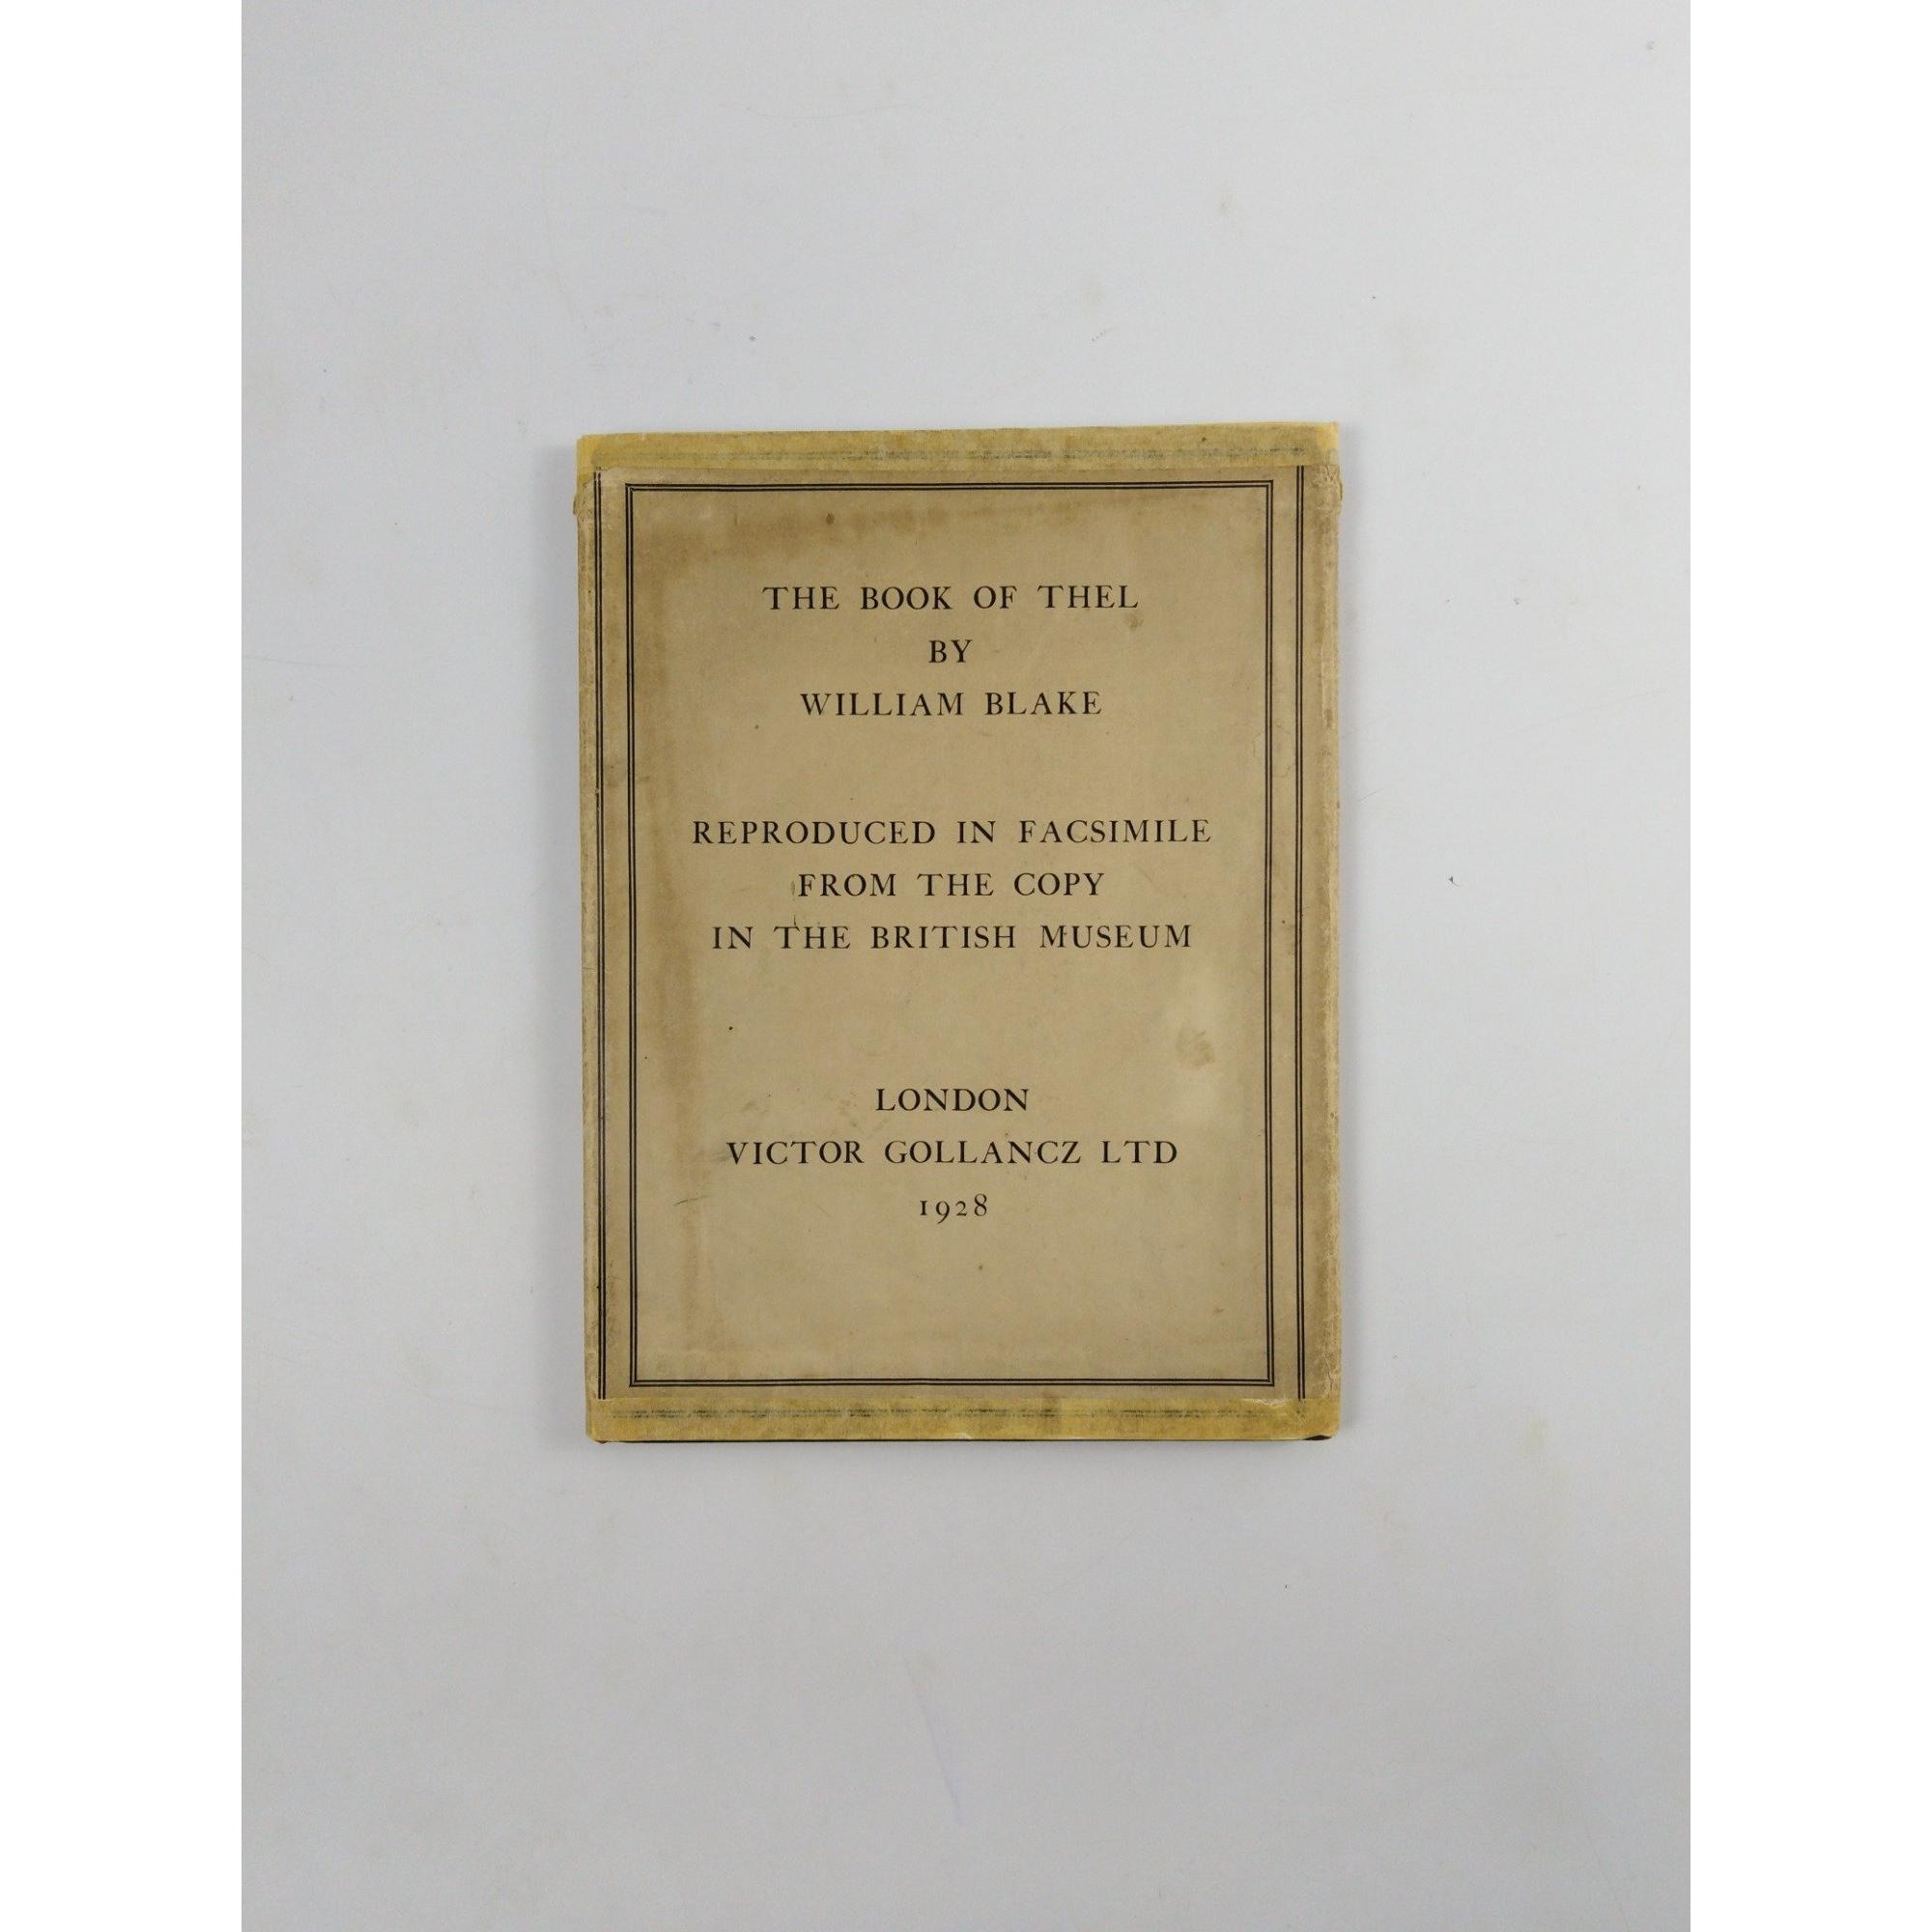 THE BOOK OF THEL
BY
WILLIAM BLAKE
REPRODUCED IN FACSIMILE
FROM THE COPY
IN THE BRITISH MUSEUM
LONDON
VICTOR GOLLANCZ LTD
1928